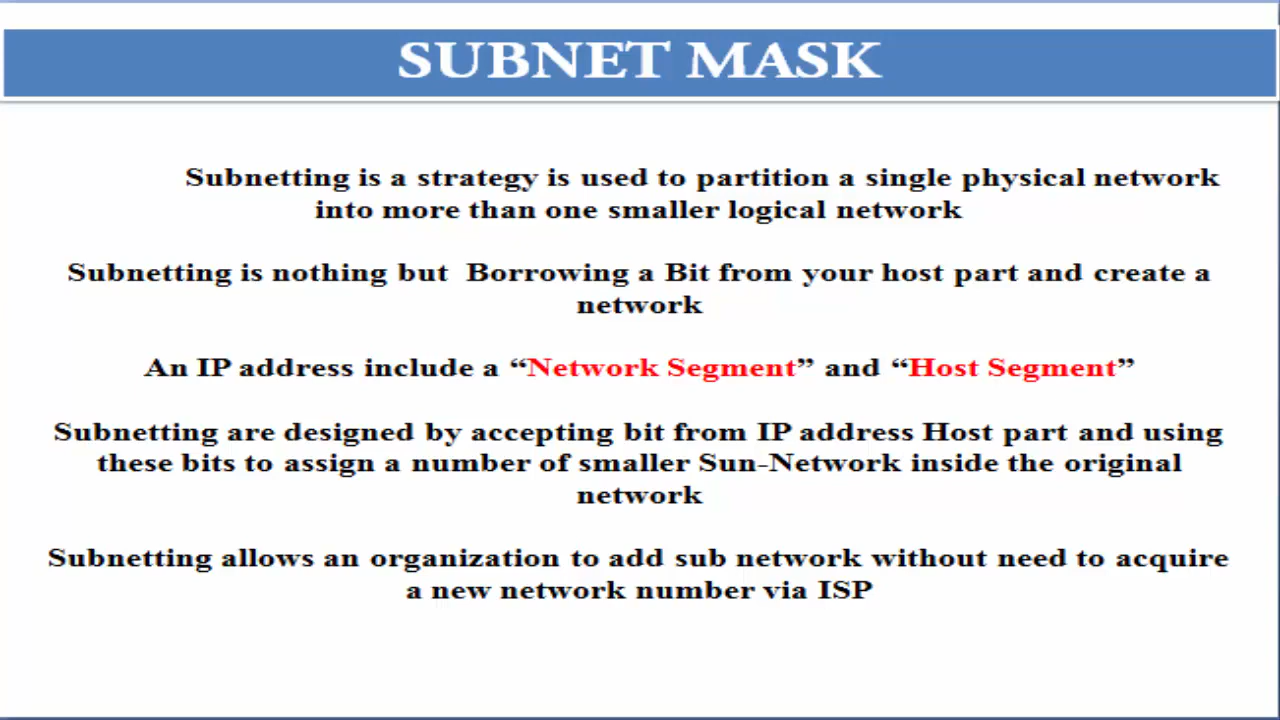 SUBNET MASK
Subnetting is a strategy is used to partition a single physical network
into more than one smaller logical network
Subnetting is nothing but Borrowing a Bit from your host part and create a
network
An IP address include a “Network Segment” and “Host Segment”
Subnetting are designed by accepting bit from IP address Host part and using
these bits to assign a number of smaller Sun-Network inside the original
network
Subnetting allows an organization to add sub network without need to acquire
a new network number via ISP